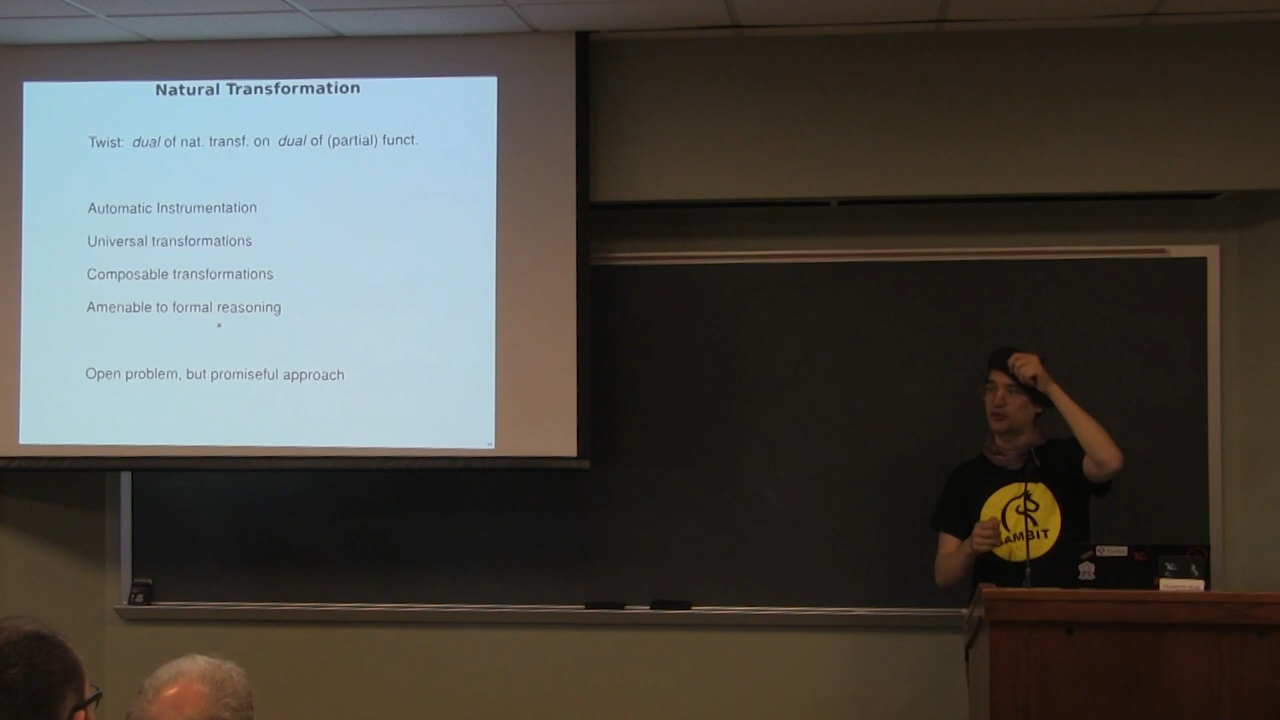 Natural Transformation
Twist: dual of nat. transf. on dual of (partial) funct.
Automatic Instrumentation
Universal transformations
Composable transformations
Amenable to formal reasoning
Open problem, but promiseful approach
GAMBIT